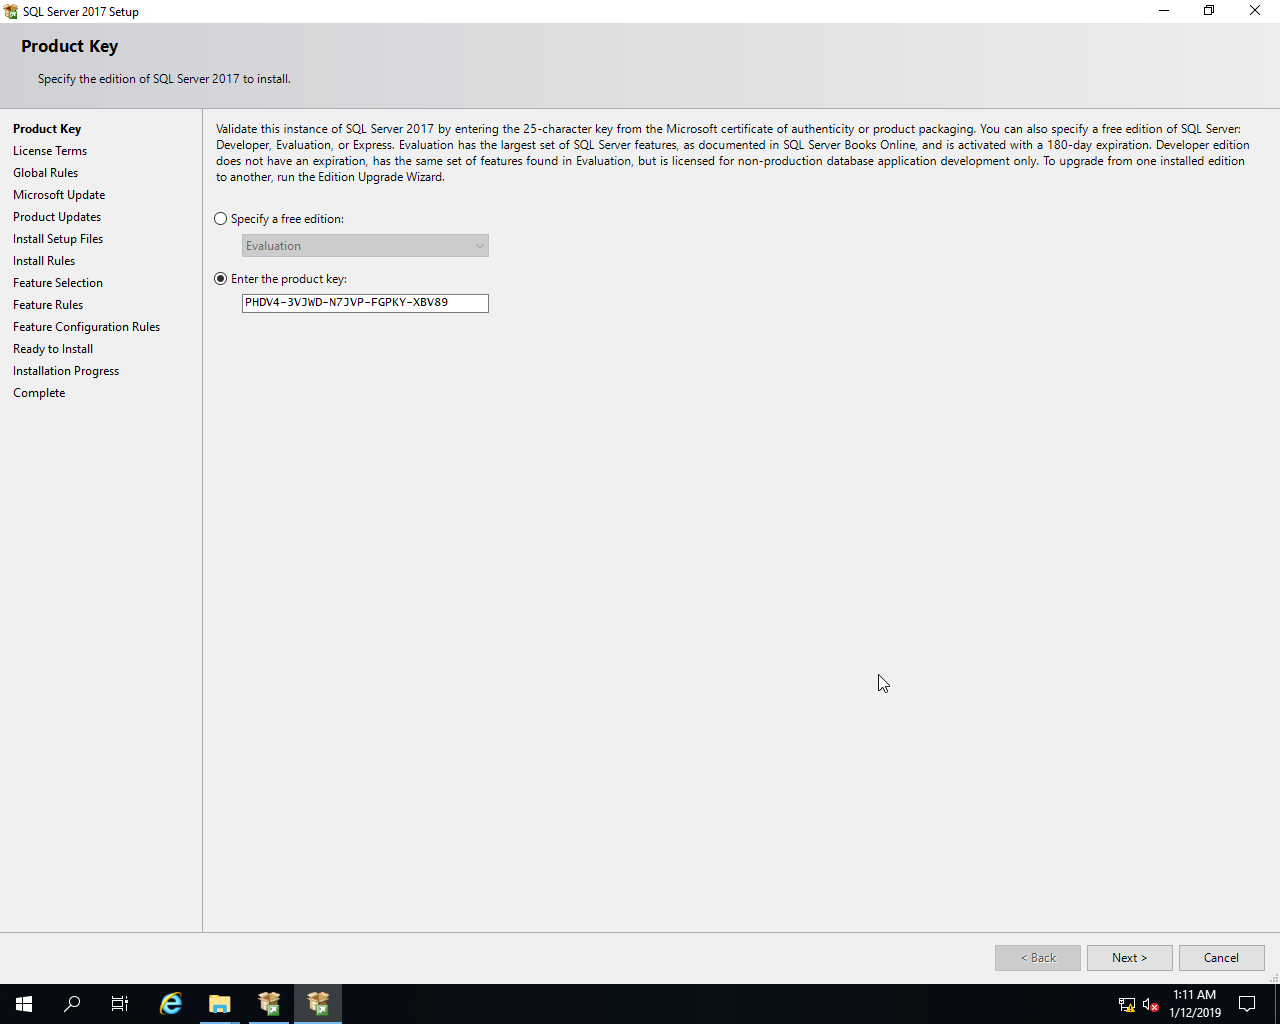 SQL Server 2017 Setup
Product Key
Specify the edition of SQL Server 2017 to install.
Product Key
License Terms
Global Rules
Microsoft Update
Product Updates
Install Setup Files
Install Rules
Feature Selection
Feature Rules
Feature Configuration Rules
Ready to Install
Installation Progress
Complete
Validate this instance of SQL Server 2017 by entering the 25-character key from the Microsoft certificate of authenticity or product packaging. You can also specify a free edition of SQL Server:
Developer, Evaluation, or Express. Evaluation has the largest set of SQL Server features, as documented in SQL Server Books Online, and is activated with a 180-day expiration. Developer edition
does not have an expiration, has the same set of features found in Evaluation, but is licensed for non-production database application development only. To upgrade from one installed edition
to another, run the Edition Upgrade Wizard.
Specify a free edition:
Evaluation
Enter the product key:
PHDV4-3VJWD-N7JVP-FGPKY-XBV89
< Back
Next >
Cancel
1:11 AM
1/12/2019